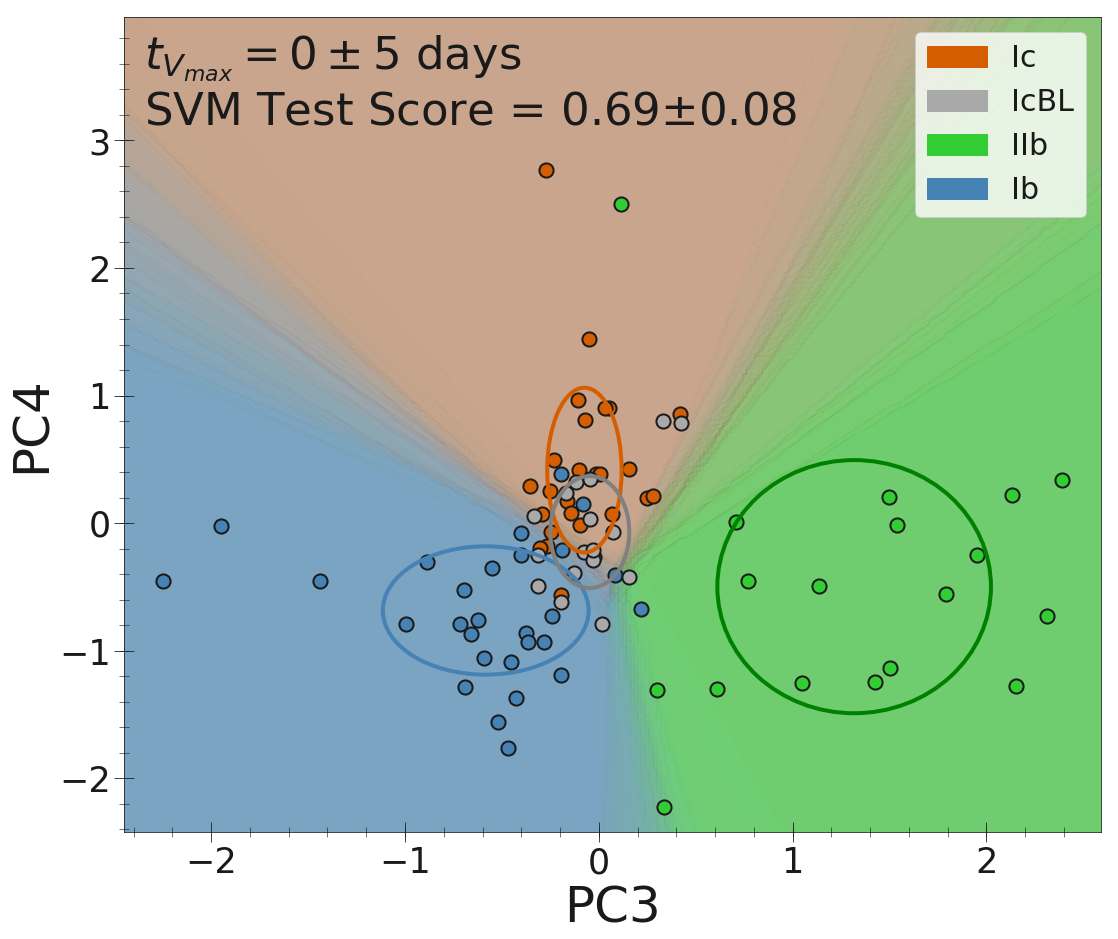 t_{V_{max}} = 0 ± 5 days
SVM Test Score = 0.69±0.08
Ic
IcBL
IIb
Ib
3
2
1
0
−1
−2
PC4
−2
−1
0
1
2
PC3